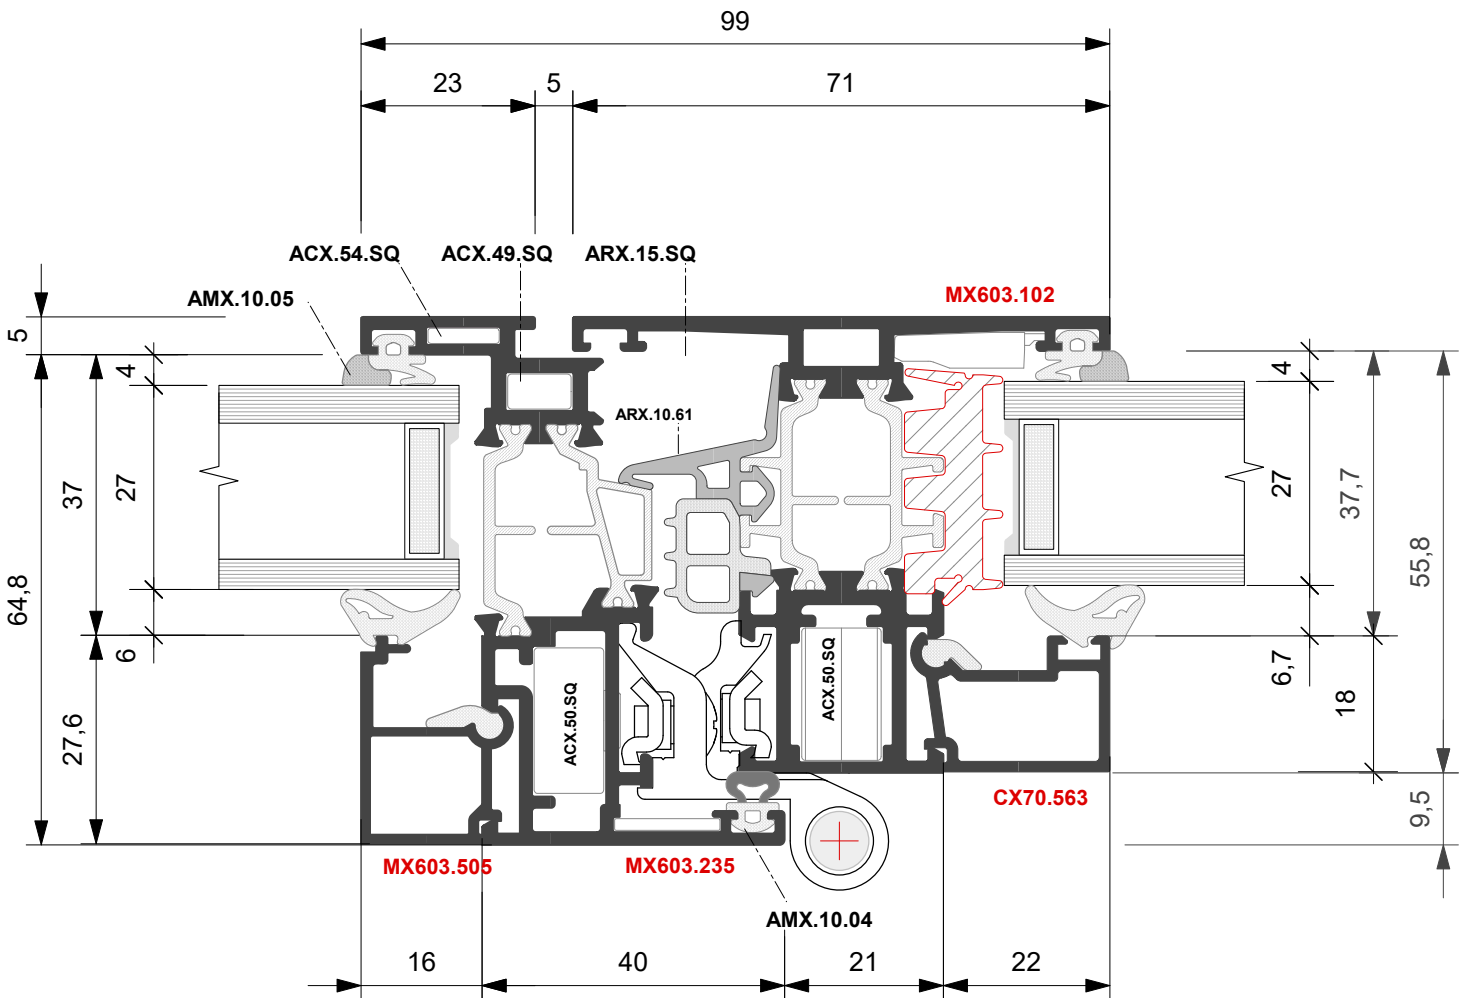 99
23
5
71
ACX.54.SQ
ACX.49.SQ
ARX.15.SQ
AMX.10.05
MX603.102
5
4
4
ARX.10.61
37
27
27
37,7
55,8
64,8
6
6,7
ACX.50.SQ
ACX.50.SQ
27,6
18
CX70.563
9,5
MX603.505
MX603.235
AMX.10.04
16
40
21
22